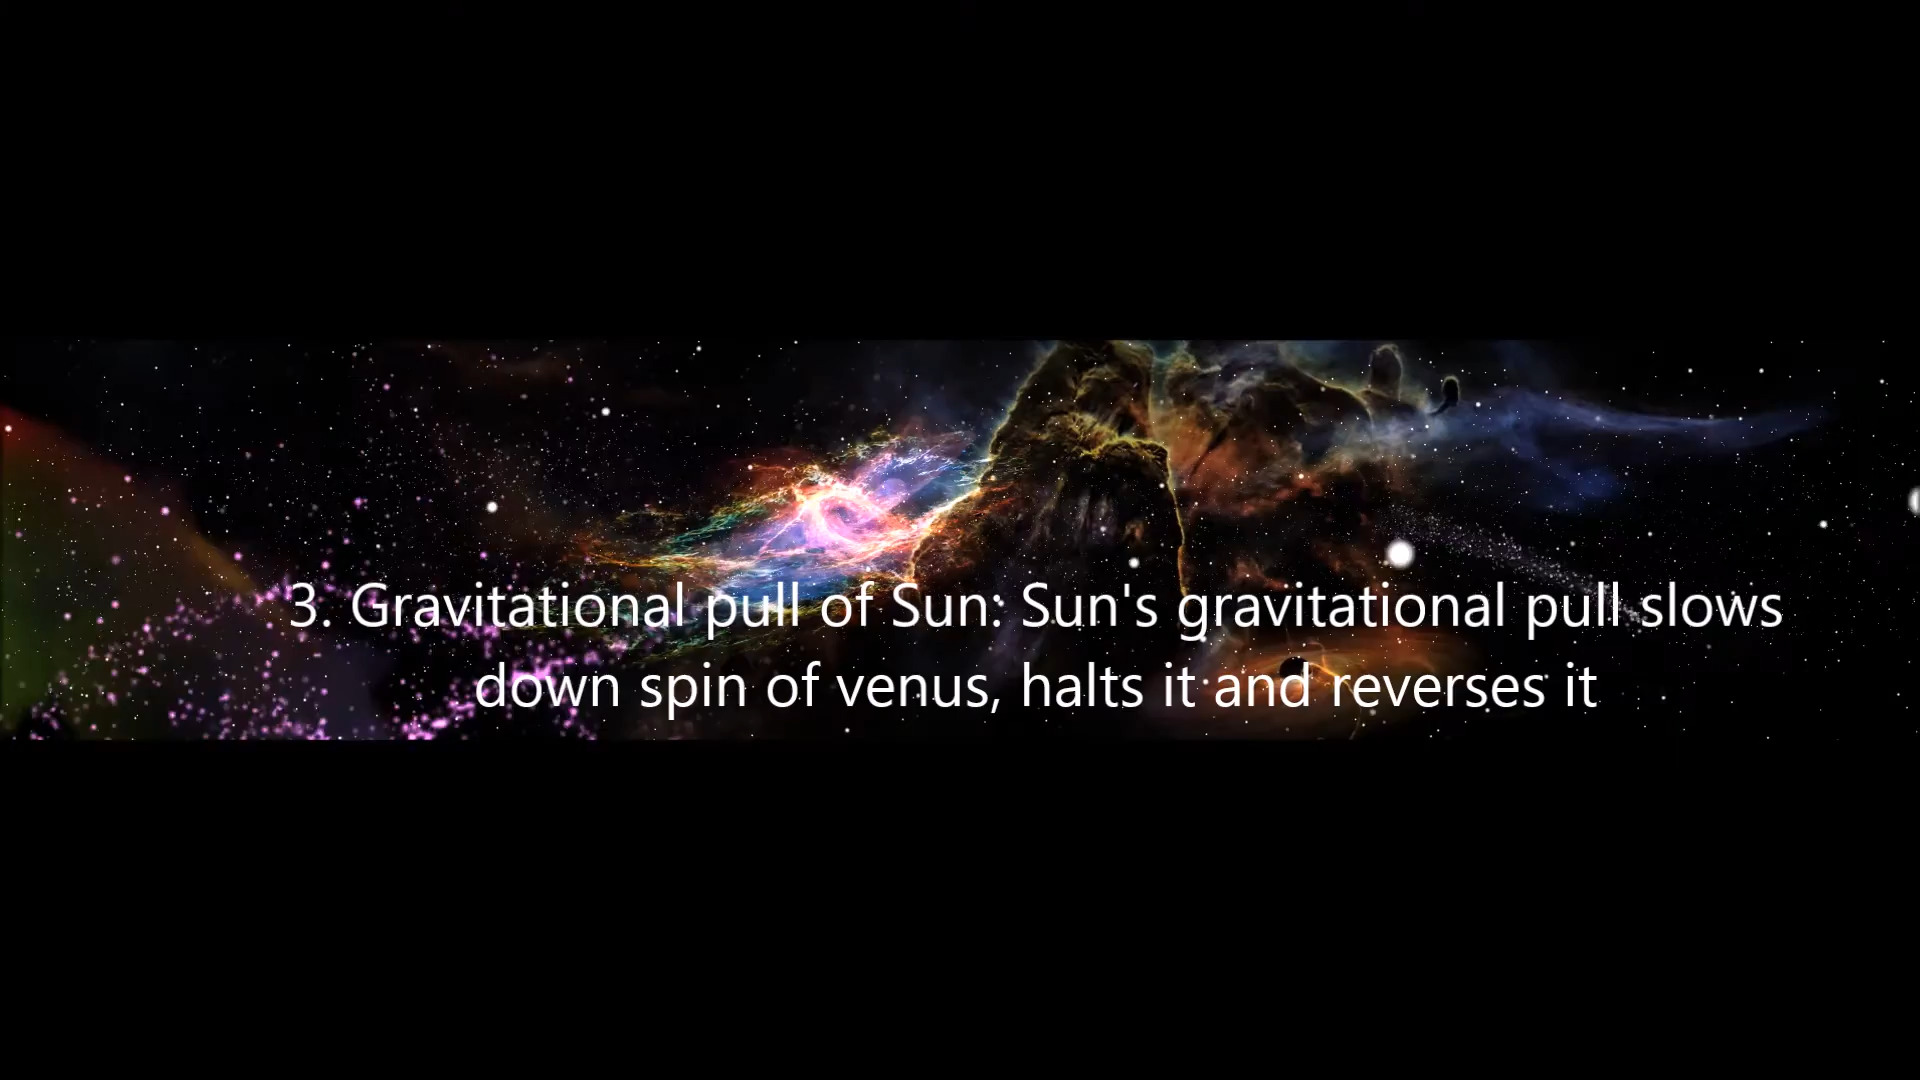 3. Gravitational pull of Sun: Sun's gravitational pull slows
down spin of venus, halts it and reverses it